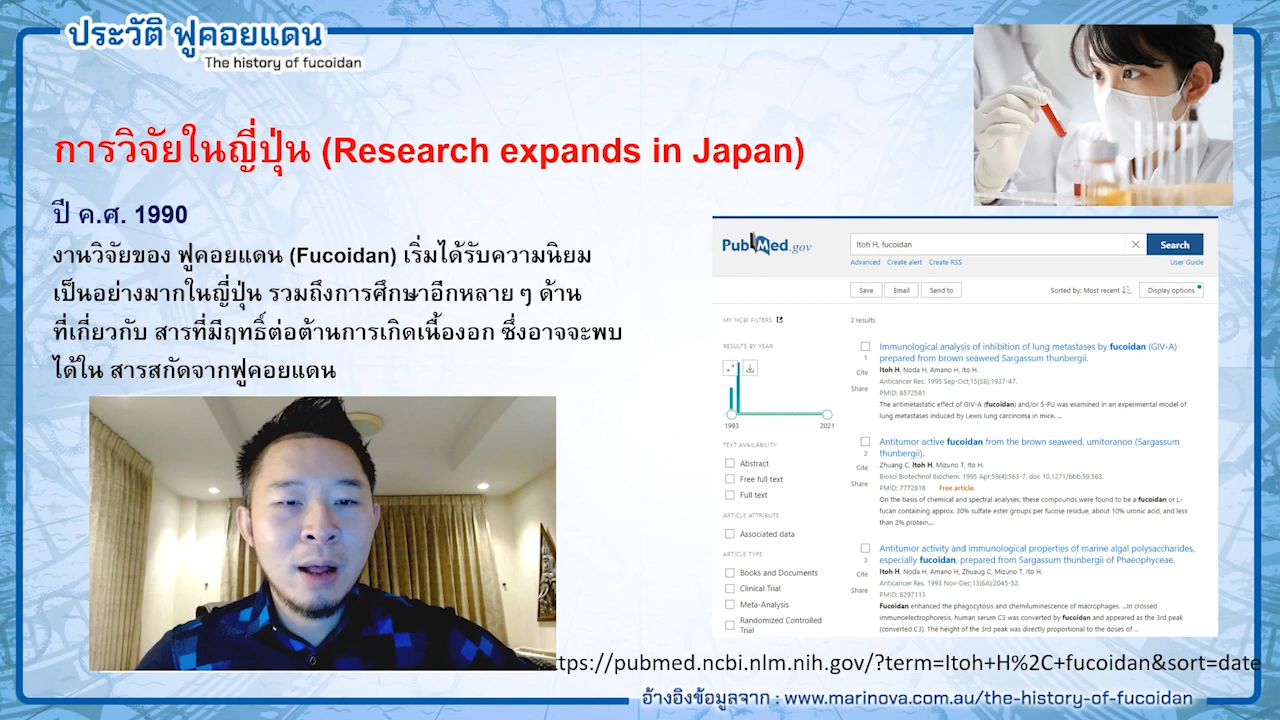 ประวัติ ฟูคอยแดน
The history of fucoidan
การวิจัยในญี่ปุ่น (Research expands in Japan)
ปี ค.ศ. 1990
งานวิจัยของ ฟูคอยแดน (Fucoidan) เริ่มได้รับความนิยม
เป็นอย่างมากในญี่ปุ่น รวมถึงการศึกษาอีกหลาย ๆ ด้าน
ที่เกี่ยวกับ สารที่มีฤทธิ์ต่อต้านการเกิดเนื้องอก ซึ่งอาจจะพบ
ได้ใน สารสกัดจากฟูคอยแดน
PubMed.gov
Itoh H, fucoidan
Search
Advanced Create alert Create RSS
User Guide
Save Email Send to
Sorted by: Most recent
Display options
MY NCBI FILTERS
3 results
RESULTS BY YEAR
1993 2021
TEXT AVAILABILITY
Abstract
Free full text
Full text
ARTICLE ATTRIBUTE
Associated data
ARTICLE TYPE
Books and Documents
Clinical Trial
Meta-Analysis
Randomized Controlled
Trial
1
Cite
Share
Immunological analysis of inhibition of lung metastases by fucoidan (GIV-A)
prepared from brown seaweed Sargassum thunbergii.
Itoh H, Noda H, Amano H, Ito H.
Anticancer Res. 1995 Sep-Oct;15(5B):1937-47.
PMID: 8572581
The antimetastatic effect of GIV-A (fucoidan) and/or 5-FU was examined in an experimental model of
lung metastases induced by Lewis lung carcinoma in mice. ...
2
Cite
Share
Antitumor active fucoidan from the brown seaweed, umitoranoo (Sargassum
thunbergii).
Zhuang C, Itoh H, Mizuno T, Ito H.
Biosci Biotechnol Biochem. 1995 Apr;59(4):563-7. doi: 10.1271/bbb.59.563.
PMID: 7772818 Free article.
On the basis of chemical and spectral analyses, these compounds were found to be a fucoidan or L-
fucan containing approx. 30% sulfate ester groups per fucose residue, about 10% uronic acid, and less
than 2% protein....
3
Cite
Share
Antitumor activity and immunological properties of marine algal polysaccharides,
especially fucoidan, prepared from Sargassum thunbergii of Phaeophyceae.
Itoh H, Noda H, Amano H, Zhuaug C, Mizuno T, Ito H.
Anticancer Res. 1993 Nov-Dec;13(6A):2045-52.
PMID: 8297113
Fucoidan enhanced the phagocytosis and chemiluminescence of macrophages. ...In crossed
immunoelectrophoresis, human serum C3 was converted by fucoidan and appeared as the 3rd peak
(converted C3). The height of the 3rd peak was directly proportional to the doses of ...
ttps://pubmed.ncbi.nlm.nih.gov/?term=Itoh+H%2C+fucoidan&sort=date
อ้างอิงข้อมูลจาก : www.marinova.com.au/the-history-of-fucoidan